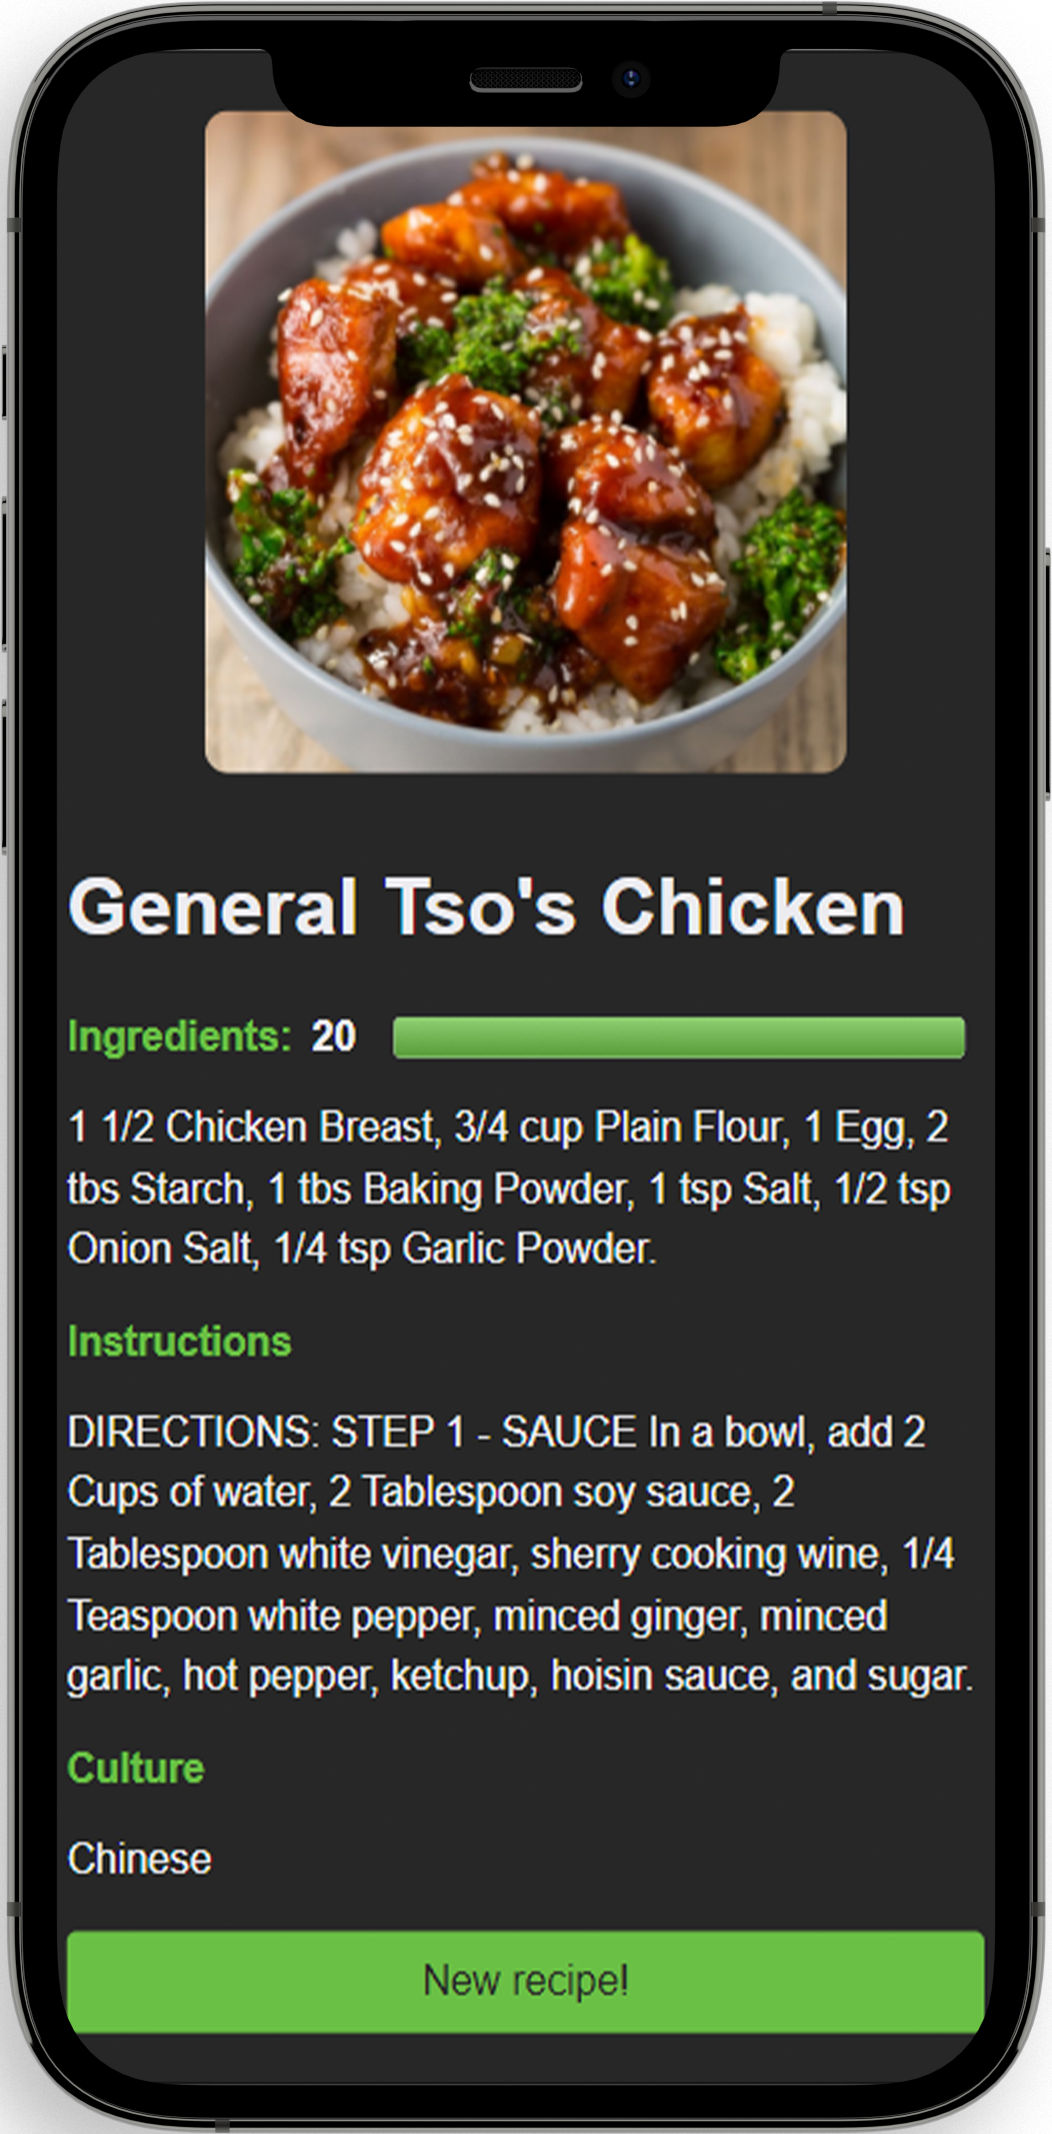 General Tso's Chicken
Ingredients: 20
1 1/2 Chicken Breast, 3/4 cup Plain Flour, 1 Egg, 2
tbs Starch, 1 tbs Baking Powder, 1 tsp Salt, 1/2 tsp
Onion Salt, 1/4 tsp Garlic Powder.
Instructions
DIRECTIONS: STEP 1 - SAUCE In a bowl, add 2
Cups of water, 2 Tablespoon soy sauce, 2
Tablespoon white vinegar, sherry cooking wine, 1/4
Teaspoon white pepper, minced ginger, minced
garlic, hot pepper, ketchup, hoisin sauce, and sugar.
Culture
Chinese
New recipe!